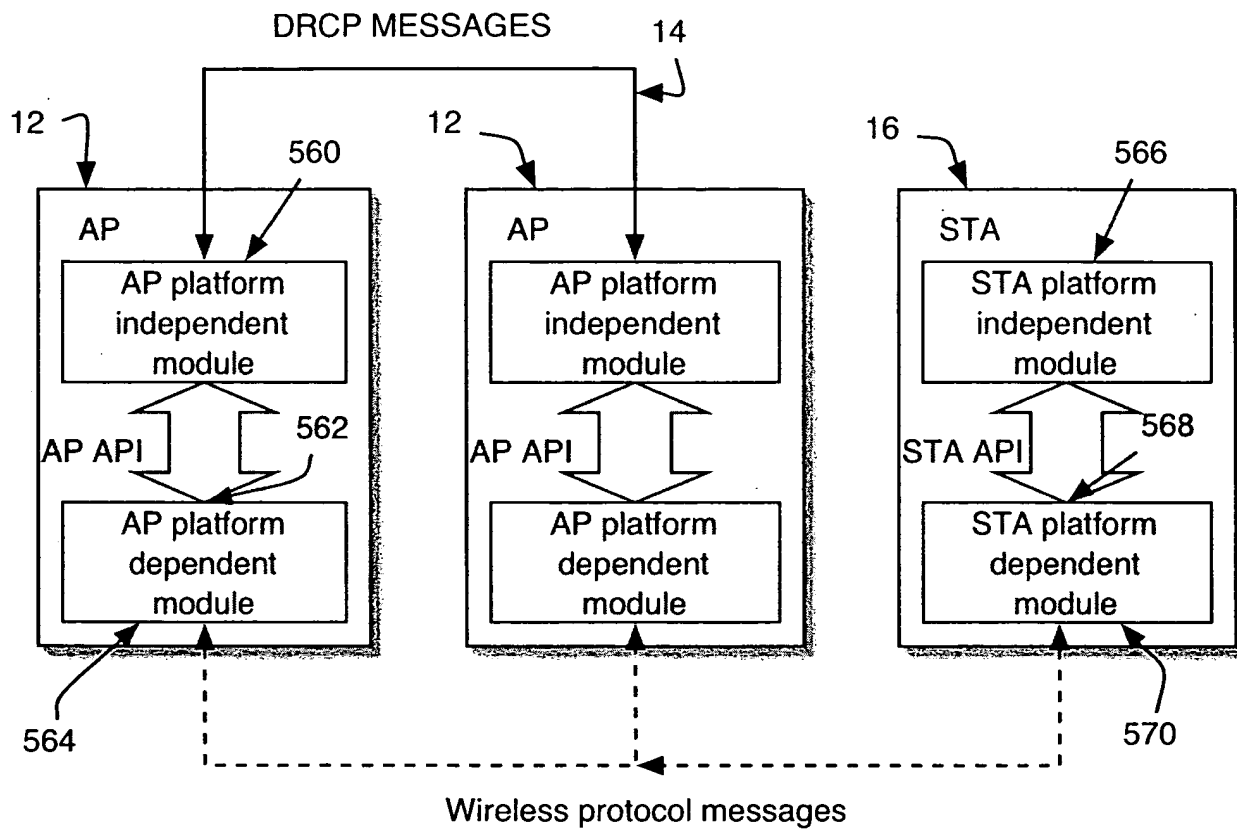 DRCP MESSAGES
14
12
12
16
560
566
AP
AP
STA
AP platform
independent
module
AP platform
independent
module
STA platform
independent
module
562
568
AP API
AP API
STA API
AP platform
dependent
module
AP platform
dependent
module
STA platform
dependent
module
564
570
Wireless protocol messages